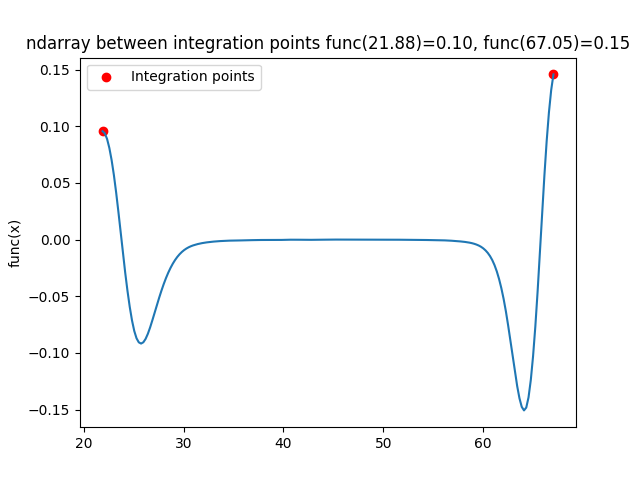 ndarray between integration points func(21.88)=0.10, func(67.05)=0.15
Integration points
func(x)
0.15
0.10
0.05
0.00
−0.05
−0.10
−0.15
20 30 40 50 60